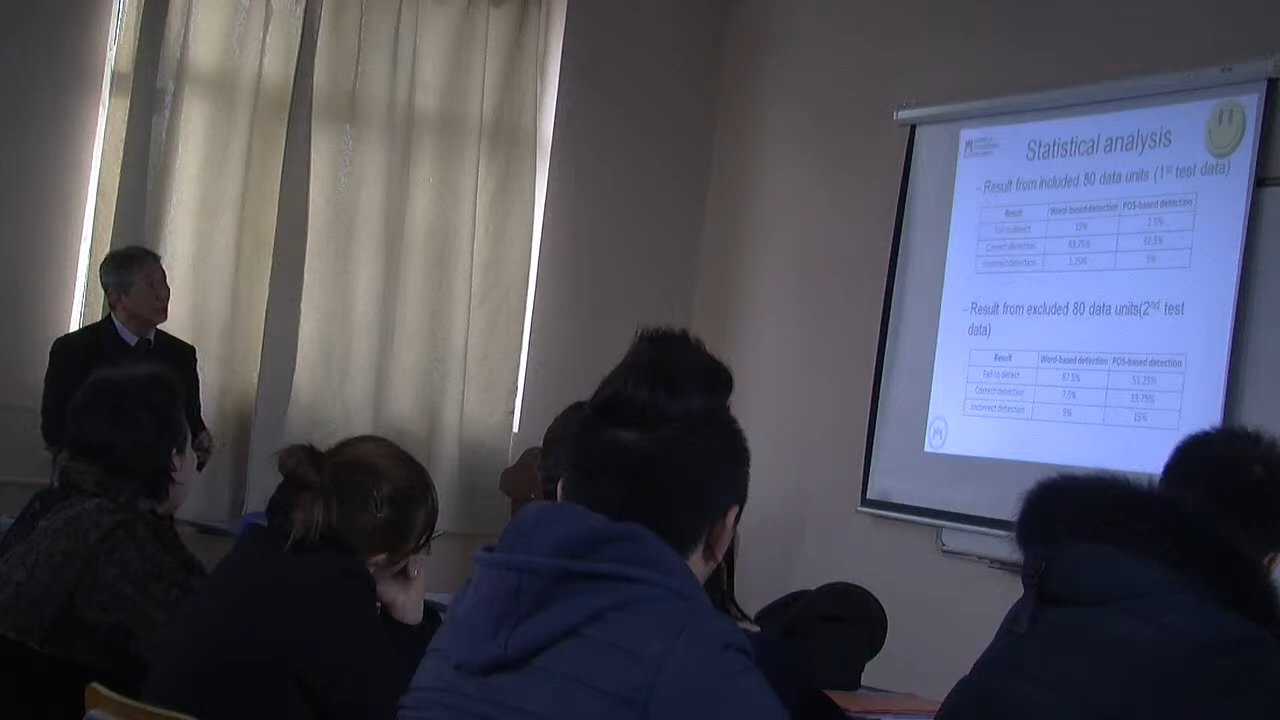 Statistical analysis
–Result from included 80 data units (1st test data)
Result Word-based detection POS-based detection
Fail to detect 15% 2.5%
Correct detection 83.75% 92.5%
Incorrect detection 1.25% 5%
–Result from excluded 80 data units(2nd test
data)
Result Word-based detection POS-based detection
Fail to detect 87.5% 51.25%
Correct detection 7.5% 33.75%
Incorrect detection 5% 15%